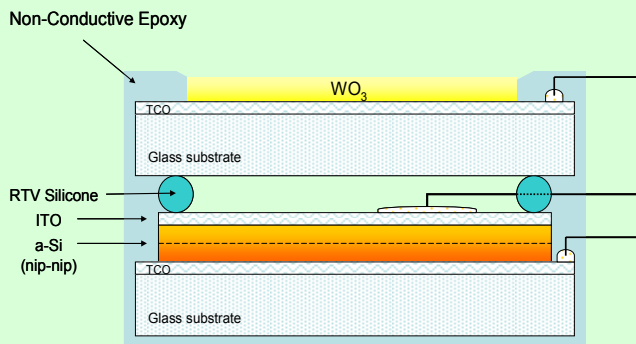 Non-Conductive Epoxy
WO3
TCO
Glass substrate
RTV Silicone
ITO
a-Si
(nip-nip)
TCO
Glass substrate